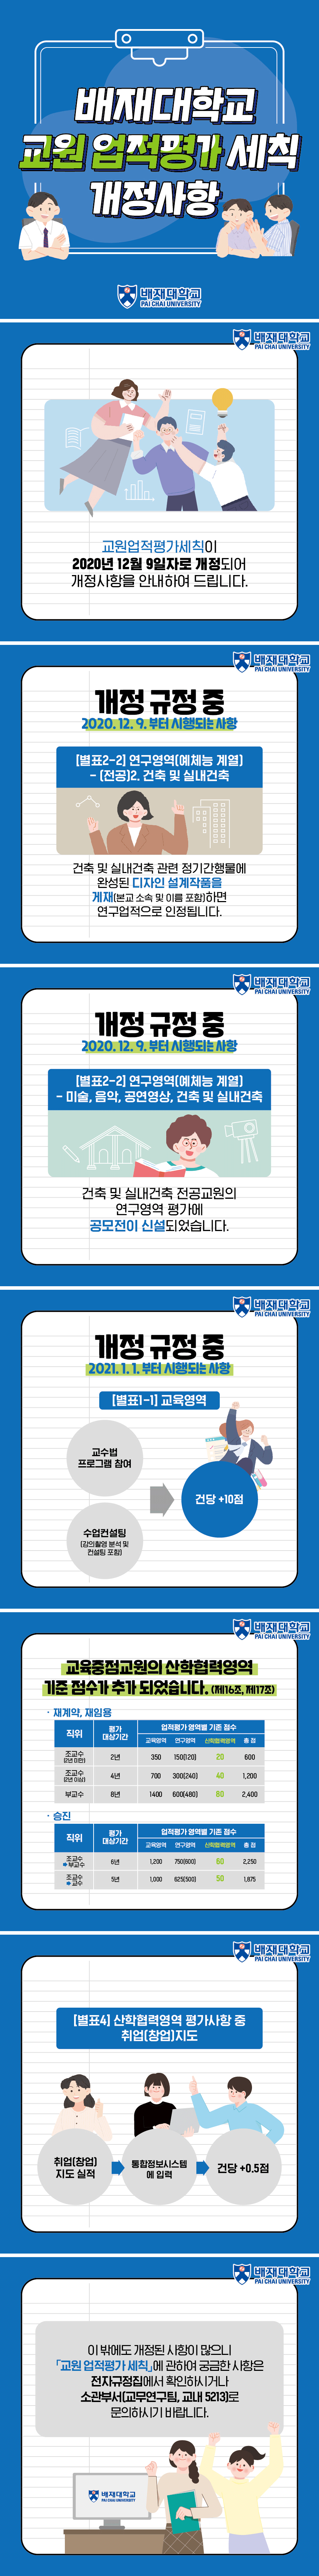 배재대학교
교원 업적평가 세칙
개정사항
배재대학교
PAI CHAI UNIVERSITY
배재대학교
PAI CHAI UNIVERSITY
교원업적평가세칙이
2020년 12월 9일자로 개정되어
개정사항을 안내하여 드립니다.
배재대학교
PAI CHAI UNIVERSITY
개정 규정 중
2020. 12. 9. 부터 시행되는 사항
[별표2-2] 연구영역(예체능 계열)
- (전공)2. 건축 및 실내건축
건축 및 실내건축 관련 정기간행물에
완성된 디자인 설계작품을
게재(본교 소속 및 이름 포함)하면
연구업적으로 인정됩니다.
배재대학교
PAI CHAI UNIVERSITY
개정 규정 중
2020. 12. 9. 부터 시행되는 사항
[별표2-2] 연구영역(예체능 계열)
- 미술, 음악, 공연영상, 건축 및 실내건축
건축 및 실내건축 전공교원의
연구영역 평가에
공모전이 신설되었습니다.
배재대학교
PAI CHAI UNIVERSITY
개정 규정 중
2021. 1. 1. 부터 시행되는 사항
[별표1-1] 교육영역
교수법
프로그램 참여
건당 +10점
수업컨설팅
(강의촬영 분석 및
컨설팅 포함)
배재대학교
PAI CHAI UNIVERSITY
교육중점교원의 산학협력영역
기준 점수가 추가 되었습니다. (제16조, 제17조)
· 재계약, 재임용
직위 평가 대상기간 업적평가 영역별 기준 점수
교육영역 연구영역 산학협력영역 총 점
조교수 (2년 미만) 2년 350 150(120) 20 600
조교수 (2년 이상) 4년 700 300(240) 40 1,200
부교수 8년 1400 600(480) 80 2,400
· 승진
직위 평가 대상기간 업적평가 영역별 기준 점수
교육영역 연구영역 산학협력영역 총 점
조교수 부교수 6년 1,200 750(600) 60 2,250
조교수 교수 5년 1,000 625(500) 50 1,875
배재대학교
PAI CHAI UNIVERSITY
[별표4] 산학협력영역 평가사항 중
취업(창업)지도
취업(창업)
지도 실적
통합정보시스템
에 입력
건당 +0.5점
배재대학교
PAI CHAI UNIVERSITY
이 밖에도 개정된 사항이 많으니
「교원 업적평가 세칙」에 관하여 궁금한 사항은
전자규정집에서 확인하시거나
소관부서(교무연구팀, 교내 5213)로
문의하시기 바랍니다.
배재대학교
PAI CHAI UNIVERSITY